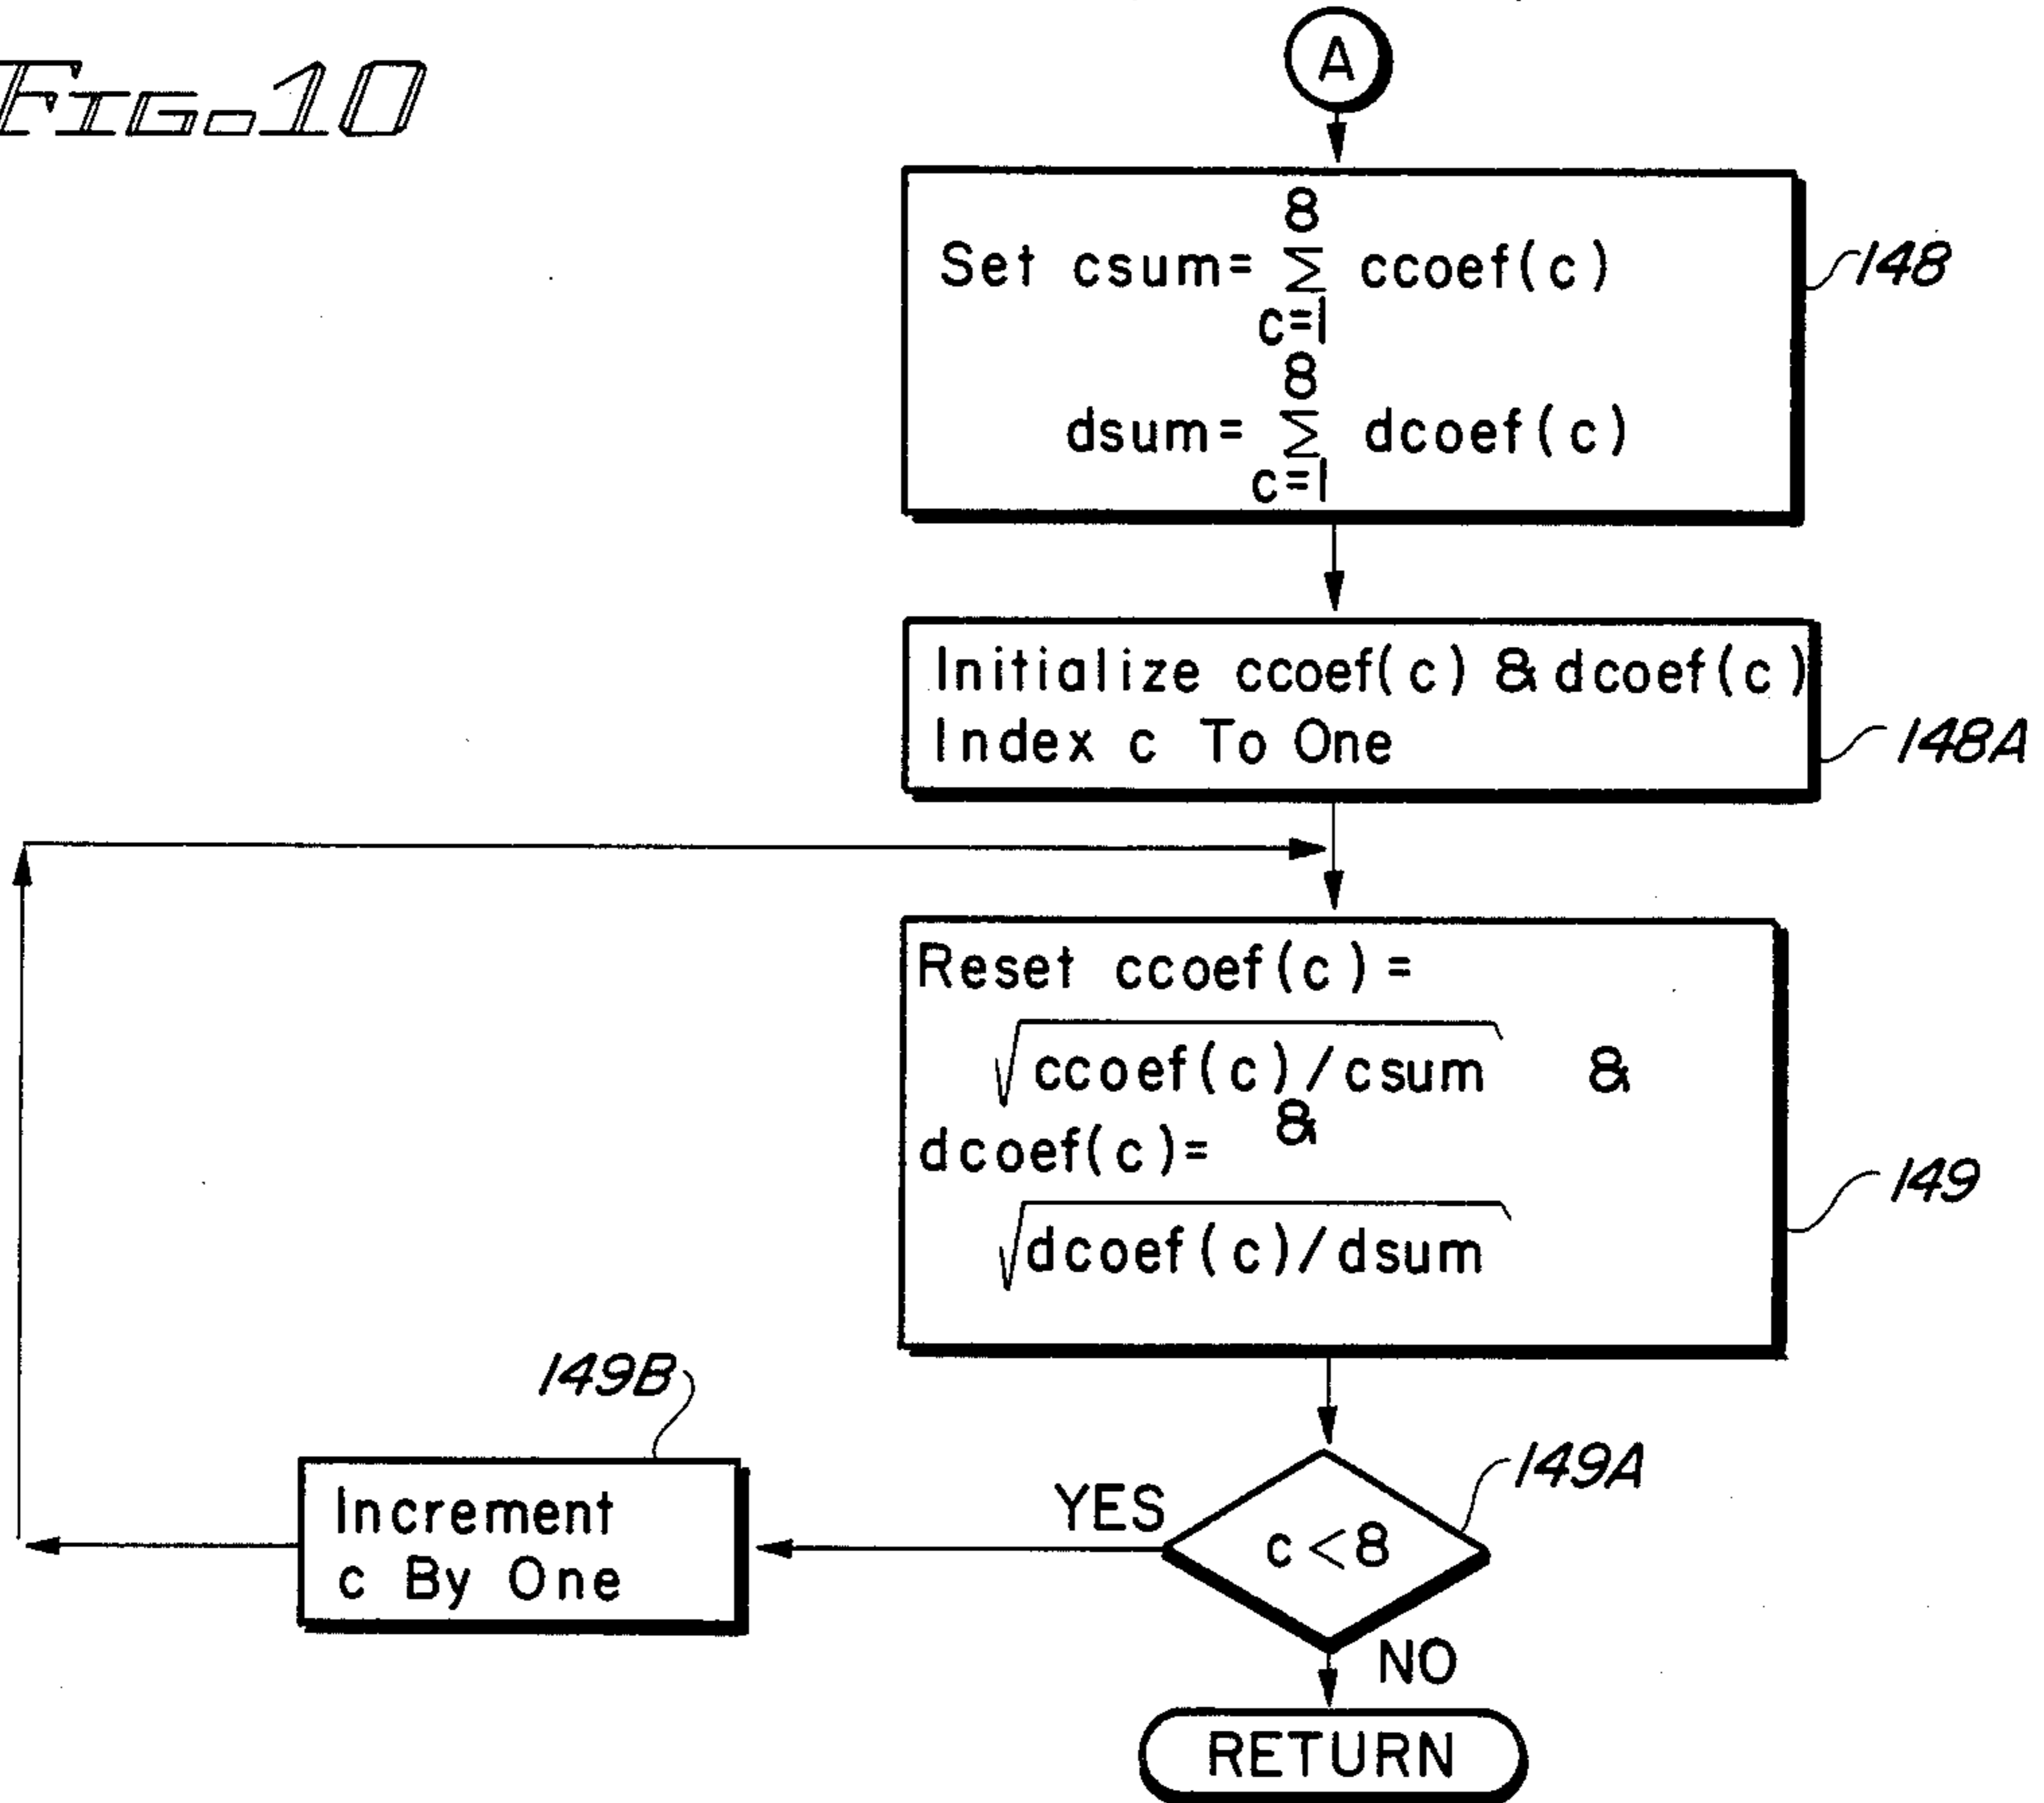 FIG. 10
A
8
Set csum= Σ ccoef(c)
c=1
8
dsum= Σ dcoef(c)
c=1
148
Initialize ccoef(c) & dcoef(c)
Index c To One
148A
Reset ccoef(c) =
√ccoef(c)/csum &
&
dcoef(c)=
√dcoef(c)/dsum
149
149B
Increment
c By One
YES
c<8
149A
NO
RETURN